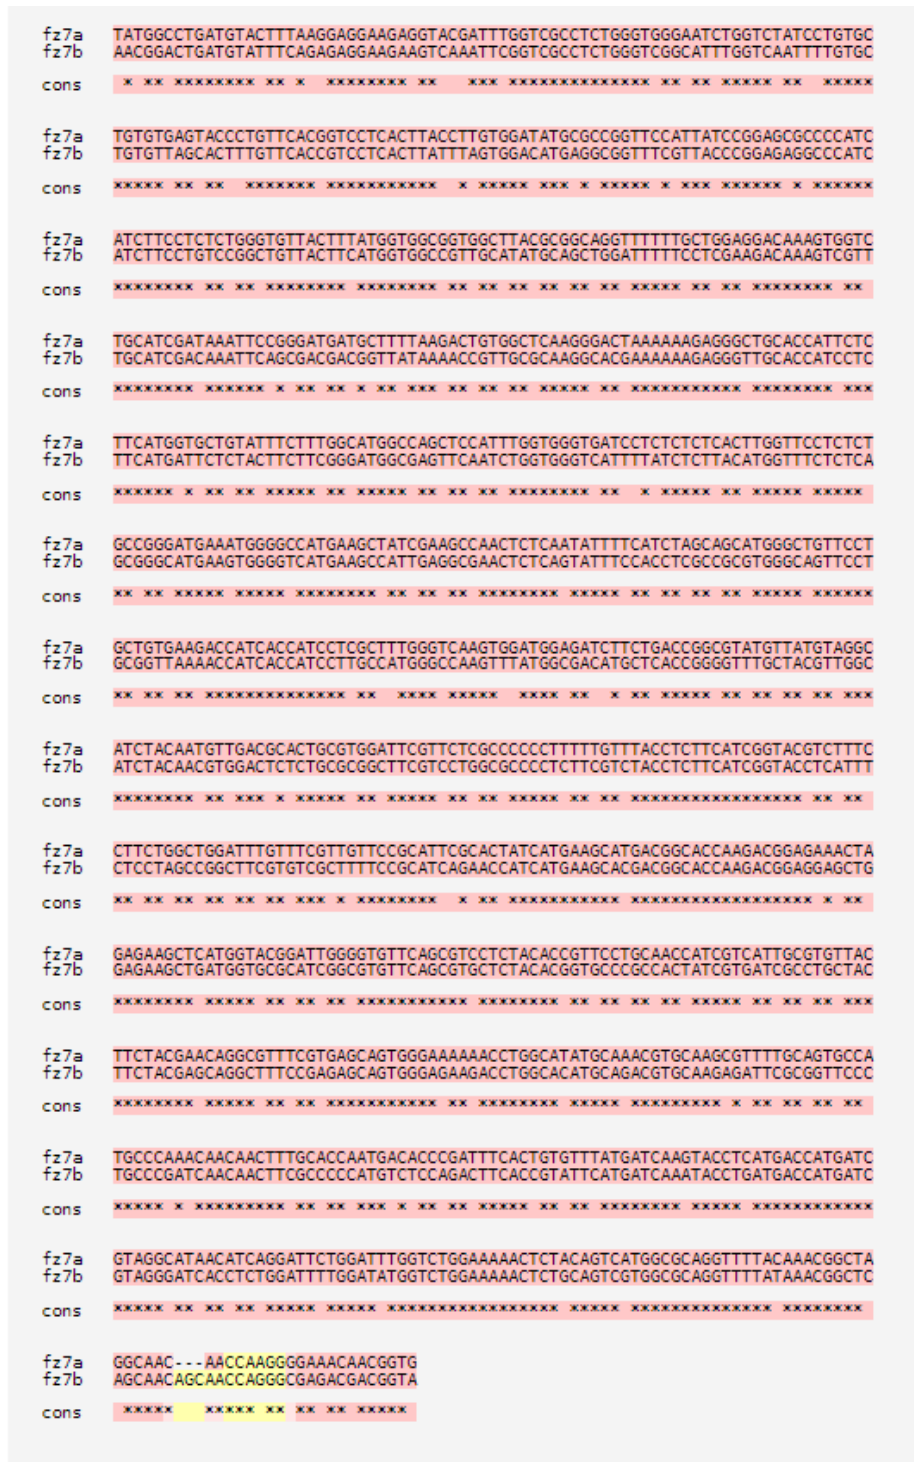 fz7a TATGGCCTGATGTACTTTAAGGAGGAAGAGGTACGATTTGGTCGCCTCTGGGTGGGAATCTGGTCTATCCTGTGC
fz7b AACGGACTGATGTATTTCAGAGAGGAAGAAGTCAAATTCGGTCGCCTCTGGGTCGGCATTTGGTCAATTTTGTGC
cons * ** ******** ** * ******** ** *** ************** ** ** ***** ** *****
fz7a TGTGTGAGTACCCTGTTCACGGTCCTCACTTACCTTGTGGATATGCGCCGGTTCCATTATCCGGAGCGCCCCATC
fz7b TGTGTTAGCACTTTGTTCACCGTCCTCACTTATTTAGTGGACATGAGGCGGTTTCGTTACCCGGAGAGGCCCATC
cons ***** ** ** ******* *********** * ***** *** * ***** * *** ****** * ******
fz7a ATCTTCCTCTCTGGGTGTTACTTTATGGTGGCGGTGGCTTACGCGGCAGGTTTTTTGCTGGAGGACAAAGTGGTC
fz7b ATCTTCCTGTCCGGCTGTTACTTCATGGTGGCCGTTGCATATGCAGCTGGATTTTTCCTCGAAGACAAAGTCGTT
cons ******** ** ** ******** ******** ** ** ** ** ** ** ***** ** ** ******** **
fz7a TGCATCGATAAATTCCGGGATGATGCTTTTAAGACTGTGGCTCAAGGGACTAAAAAAGAGGGCTGCACCATTCTC
fz7b TGCATCGACAAATTCAGCGACGACGGTTATAAAACCGTTGCGCAAGGCACGAAAAAAGAGGGTTGCACCATCCTC
cons ******** ****** * ** ** * ** *** ** ** ** ***** ** *********** ******** ***
fz7a TTCATGGTGCTGTATTTCTTTGGCATGGCCAGCTCCATTTGGTGGGTGATCCTCTCTCTCACTTGGTTCCTCTCT
fz7b TTCATGATTCTCTACTTCTTCGGGATGGCGAGTTCAATCTGGTGGGTCATTTTATCTCTTACATGGTTTCTCTCA
cons ****** * ** ** ***** ** ***** ** ** ** ******** ** * ***** ** ***** *****
fz7a GCCGGGATGAAATGGGGCCATGAAGCTATCGAAGCCAACTCTCAATATTTTCATCTAGCAGCATGGGCTGTTCCT
fz7b GCGGGCATGAAGTGGGGTCATGAAGCCATTGAGGCGAACTCTCAGTATTTCCACCTCGCCGCGTGGGCAGTTCCT
cons ** ** ***** ***** ******** ** ** ** ******** ***** ** ** ** ** ***** ******
fz7a GCTGTGAAGACCATCACCATCCTCGCTTTGGGTCAAGTGGATGGAGATCTTCTGACCGGCGTATGTTATGTAGGC
fz7b GCGGTTAAAACCATCACCATCCTTGCCATGGGCCAAGTTTATGGCGACATGCTCACCGGGGTTTGCTACGTTGGC
cons ** ** ** ************** ** **** ***** **** ** * ** ***** ** ** ** ** ***
fz7a ATCTACAATGTTGACGCACTGCGTGGATTCGTTCTCGCCCCCCTTTTTGTTTACCTCTTCATCGGTACGTCTTTC
fz7b ATCTACAACGTGGACTCTCTGCGCGGCTTCGTCCTGGCGCCCCTCTTCGTCTACCTCTTCATCGGTACCTCATTT
cons ******** ** *** * ***** ** ***** ** ** ***** ** ** ***************** ** **
fz7a CTTCTGGCTGGATTTGTTTCGTTGTTCCGCATTCGCACTATCATGAAGCATGACGGCACCAAGACGGAGAAACTA
fz7b CTCCTAGCCGGCTTCGTGTCGCTTTTCCGCATCAGAACCATCATGAAGCACGACGGCACCAAGACGGAGGAGCTG
cons ** ** ** ** ** ** *** * ******** * ** *********** ****************** * **
fz7a GAGAAGCTCATGGTACGGATTGGGGTGTTCAGCGTCCTCTACACCGTTCCTGCAACCATCGTCATTGCGTGTTAC
fz7b GAGAAGCTGATGGTGCGCATCGGCGTGTTCAGCGTGCTCTACACGGTGCCCGCCACTATCGTGATCGCCTGCTAC
cons ******** ***** ** ** ** *********** ******** ** ** ** ** ***** ** ** ** ***
fz7a TTCTACGAACAGGCGTTTCGTGAGCAGTGGGAAAAAACCTGGCATATGCAAACGTGCAAGCGTTTTGCAGTGCCA
fz7b TTCTACGAGCAGGCTTTCCGAGAGCAGTGGGAGAAGACCTGGCACATGCAGACGTGCAAGAGATTCGCGGTTCCC
cons ******** ***** ** ** *********** ** ******** ***** ********* * ** ** ** **
fz7a TGCCCAAACAACAACTTTGCACCAATGACACCCGATTTCACTGTGTTTATGATCAAGTACCTCATGACCATGATC
fz7b TGCCCGATCAACAACTTCGCCCCCATGTCTCCAGACTTCACCGTATTCATGATCAAATACCTGATGACCATGATC
cons ***** * ********* ** ** *** * ** ** ***** ** ** ******** ***** ************
fz7a GTAGGCATAACATCAGGATTCTGGATTTGGTCTGGAAAAACTCTACAGTCATGGCGCAGGTTTTACAAACGGCTA
fz7b GTAGGGATCACCTCTGGATTTTGGATATGGTCTGGAAAAACTCTGCAGTCGTGGCGCAGGTTTTATAAACGGCTC
cons ***** ** ** ** ***** ***** ***************** ***** ************** ********
fz7a GGCAAC---AACCAAGGGGAAACAACGGTG
fz7b AGCAACAGCAACCAGGGCGAGACGACGGTA
cons ***** ***** ** ** ** *****